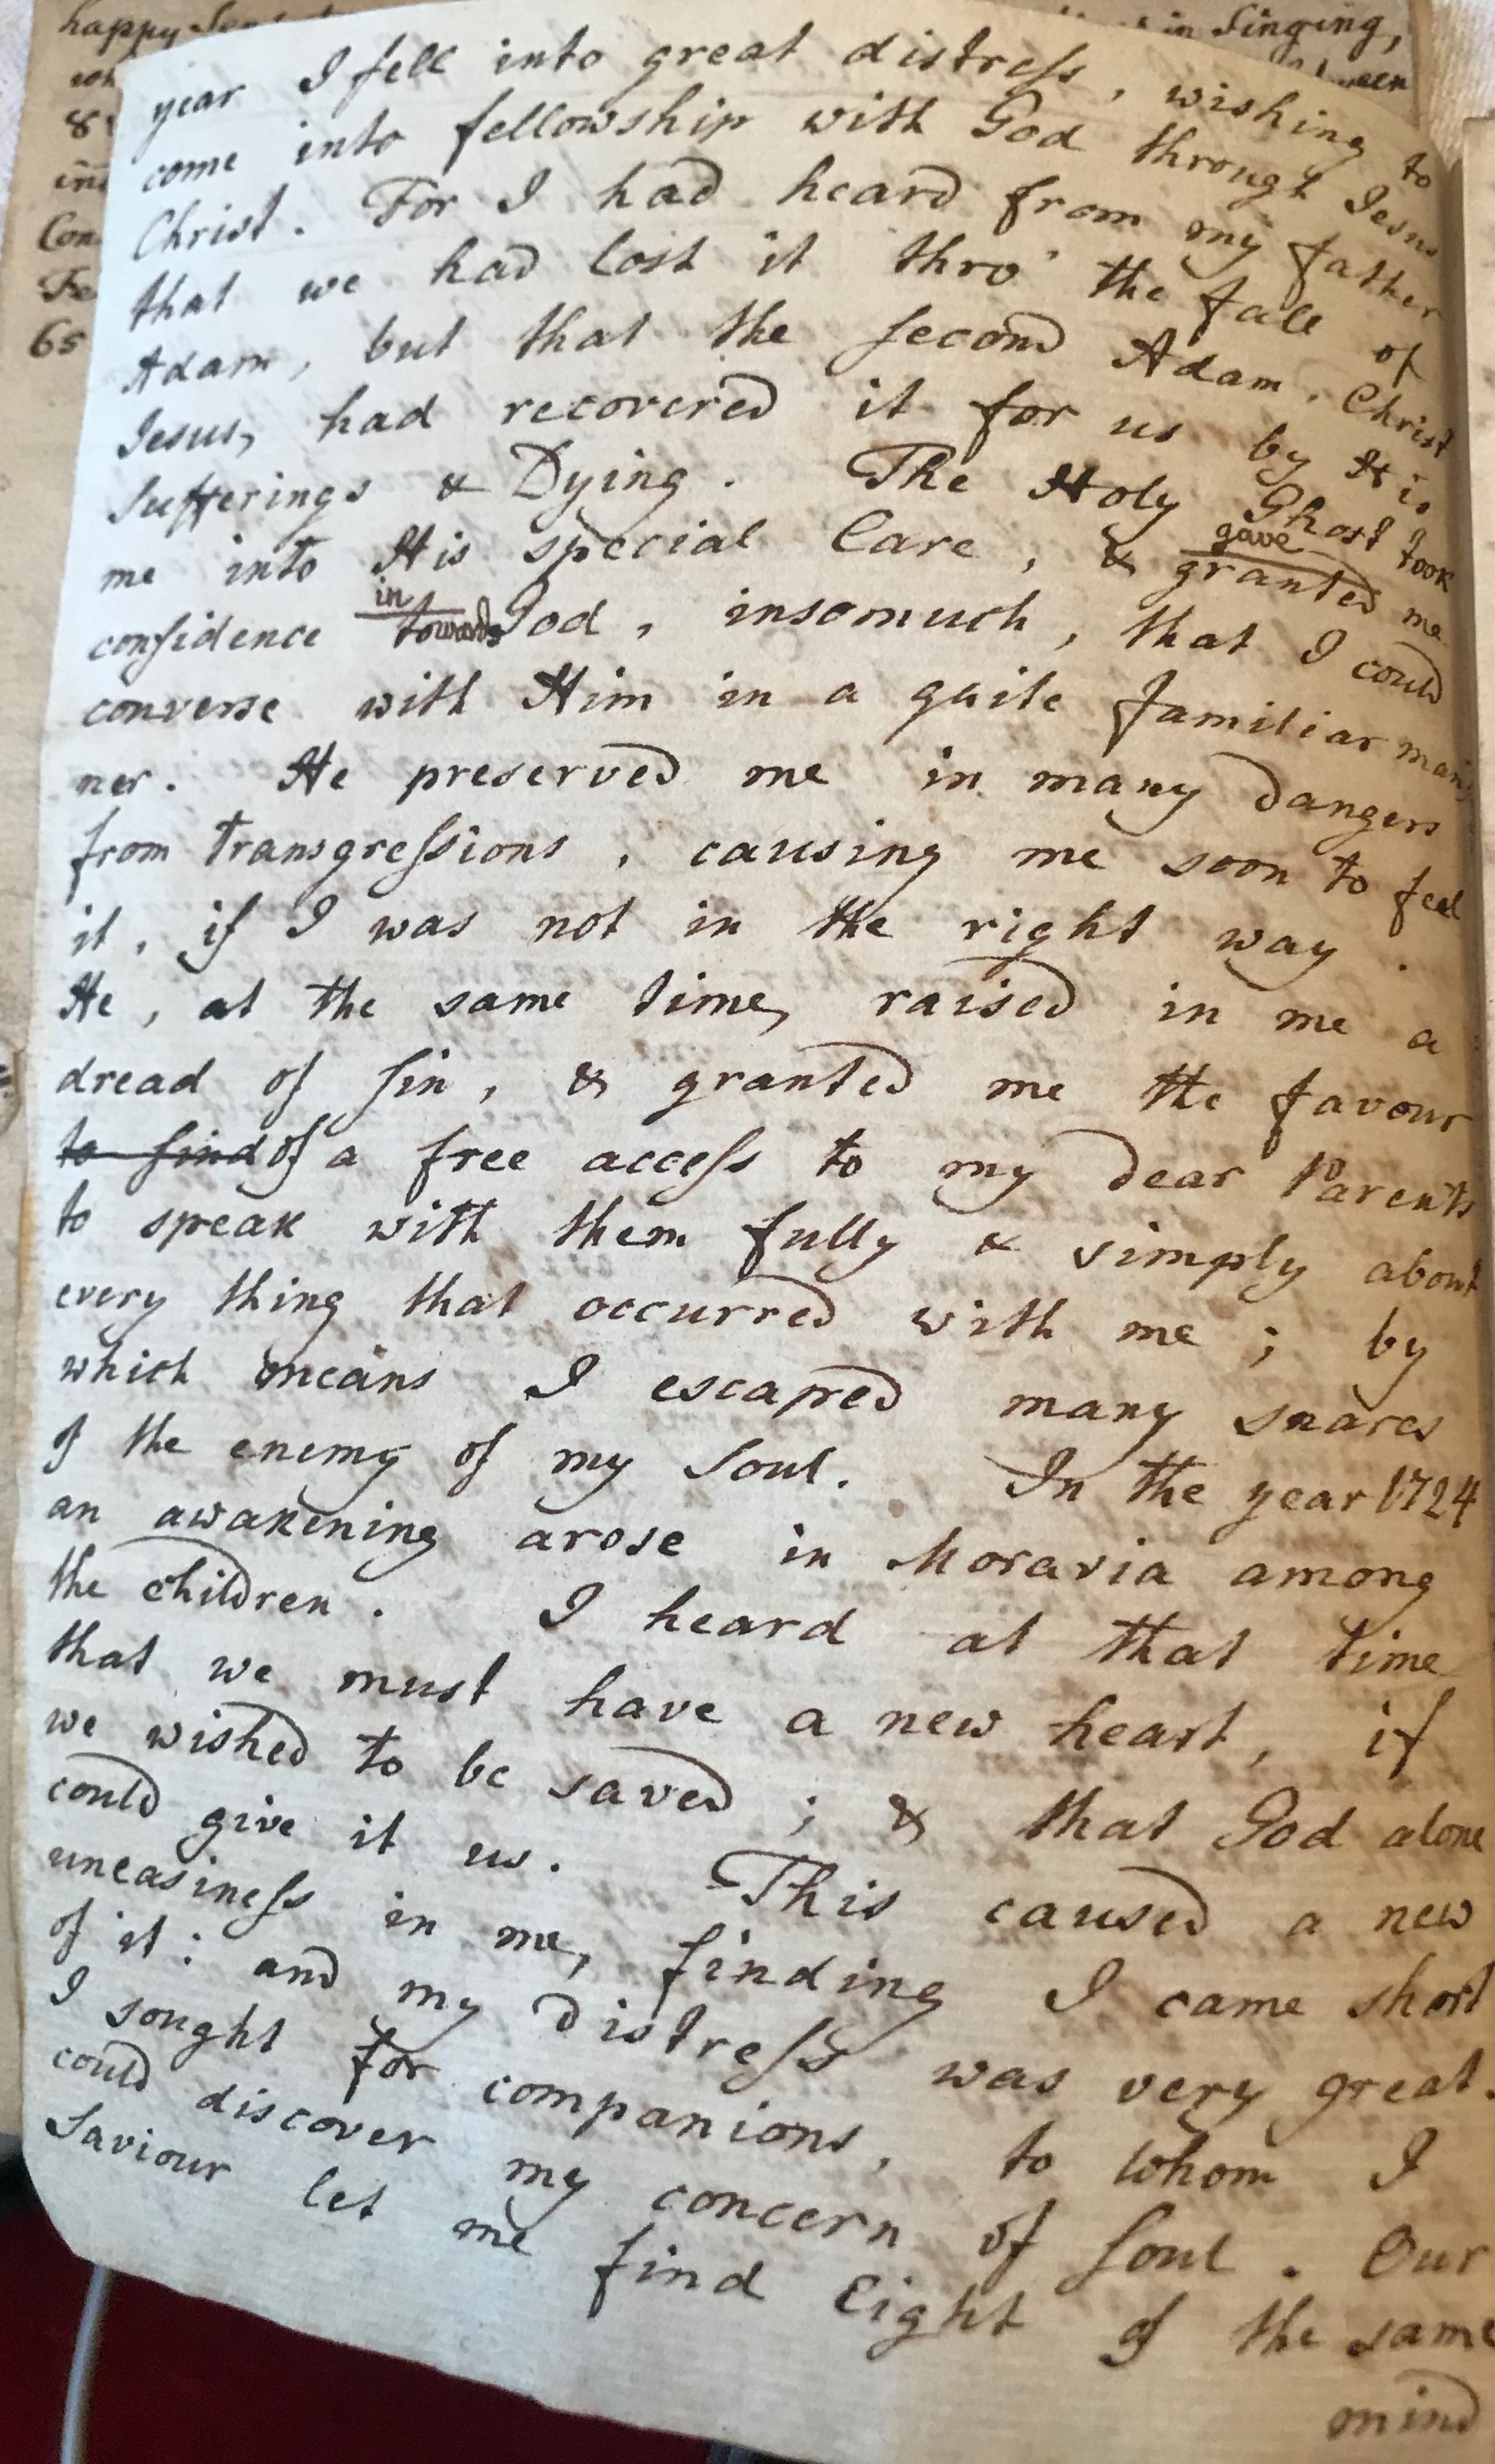 happy
in Singing,
8
Con
Fe
65
year I fell into great distreſs, wishing to
come into fellowship with God through Jesus
Christ. For I had heard from my father
that we had lost it thro' the fall of
Adam, but that the second Adam, Christ
Jesus, had recovered it for us by His
Sufferings & Dying. The Holy Ghost took
me into His special Care, & gave granted me
confidence in towards God, insomuch, that I could
converse with Him in a quite familiar man
ner. He preserved me in many dangers
from transgreſsions, causing me soon to feel
it, if I was not in the right way.
He, at the same time, raised in me a
dread of sin, & granted me the favour
to find of a free acceſs to my dear Parents
to speak with them fully & simply about
every thing that occurred with me; by
which means I escaped many snares
of the enemy of my soul. In the year 1724
an awakening arose in Moravia among
the children. I heard at that time
that we must have a new heart, if
we wished to be saved; & that God alone
could give it us. This caused a new
uneasineſs in me, finding I came short
of it: and my distreſs was very great.
I sought for companions, to whom I
could discover my concern of soul. Our
Saviour let me find Eight of the same
mind